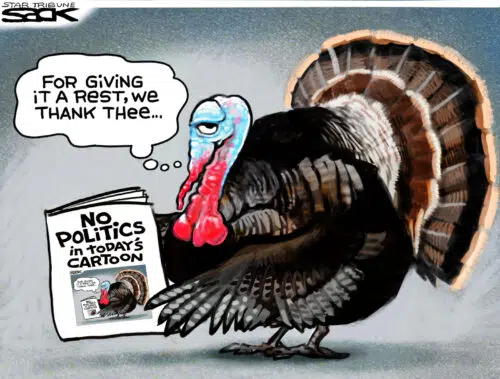 STAR TRIBUNE
SACK
FOR GiViNG
iT A REST, WE
THANK THEE...
NO
POLiTiCS
iN TODAY'S
CARTOON